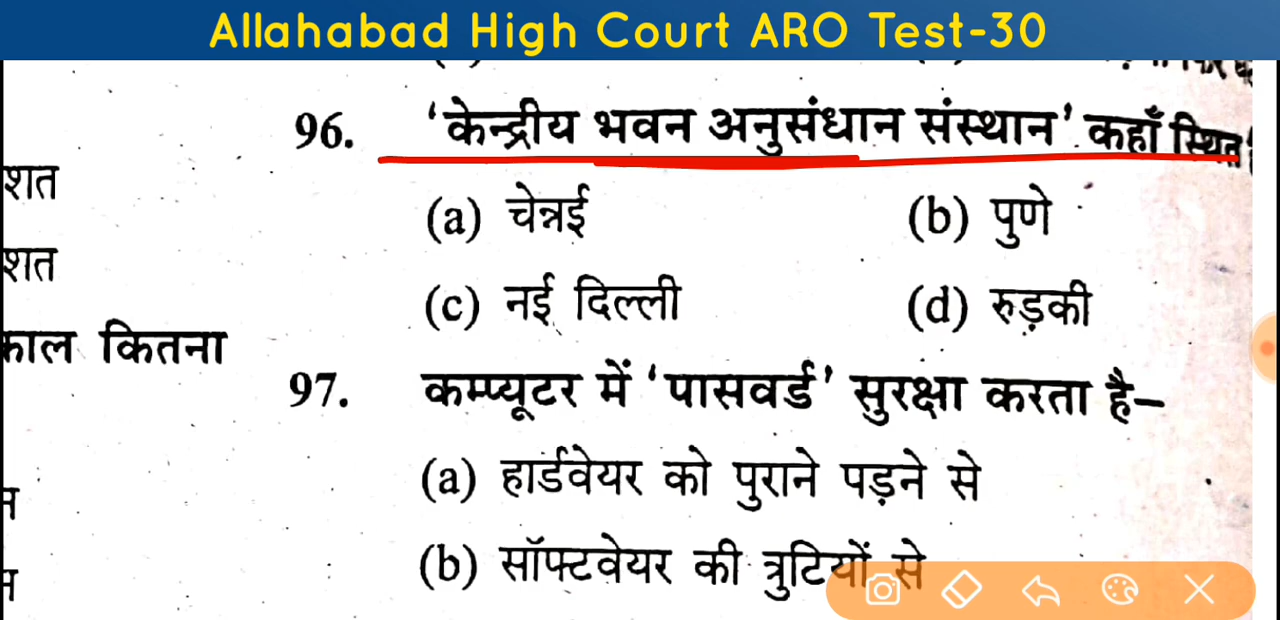 Allahabad High Court ARO Test-30
96. 'केन्द्रीय भवन अनुसंधान संस्थान' कहाँ स्थित
शत
(a) चेन्नई (b) पुणे
शत
(c) नई दिल्ली (d) रुड़की
काल कितना
97. कम्प्यूटर में 'पासवर्ड' सुरक्षा करता है–
(a) हार्डवेयर को पुराने पड़ने से
(b) सॉफ्टवेयर की त्रुटियों से